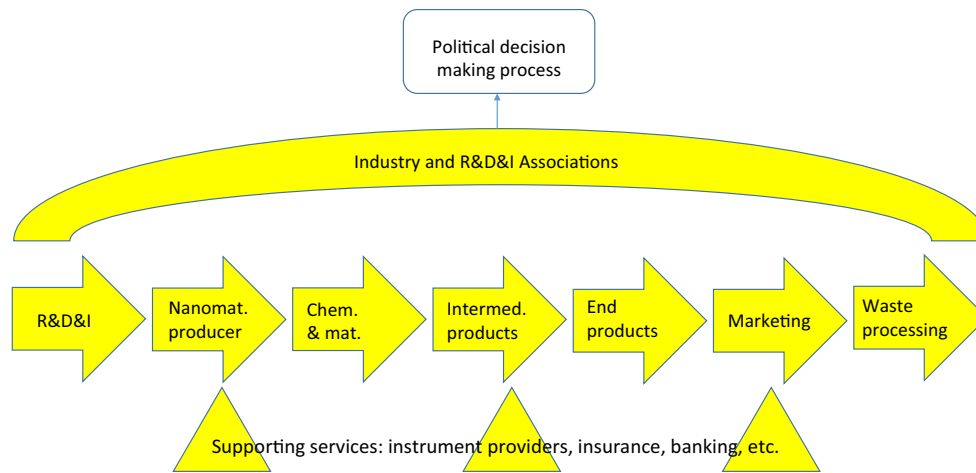 Political decision
making process
Industry and R&D&I Associations
R&D&I
Nanomat.
producer
Chem.
& mat.
Intermed.
products
End
products
Marketing
Waste
processing
Supporting services: instrument providers, insurance, banking, etc.